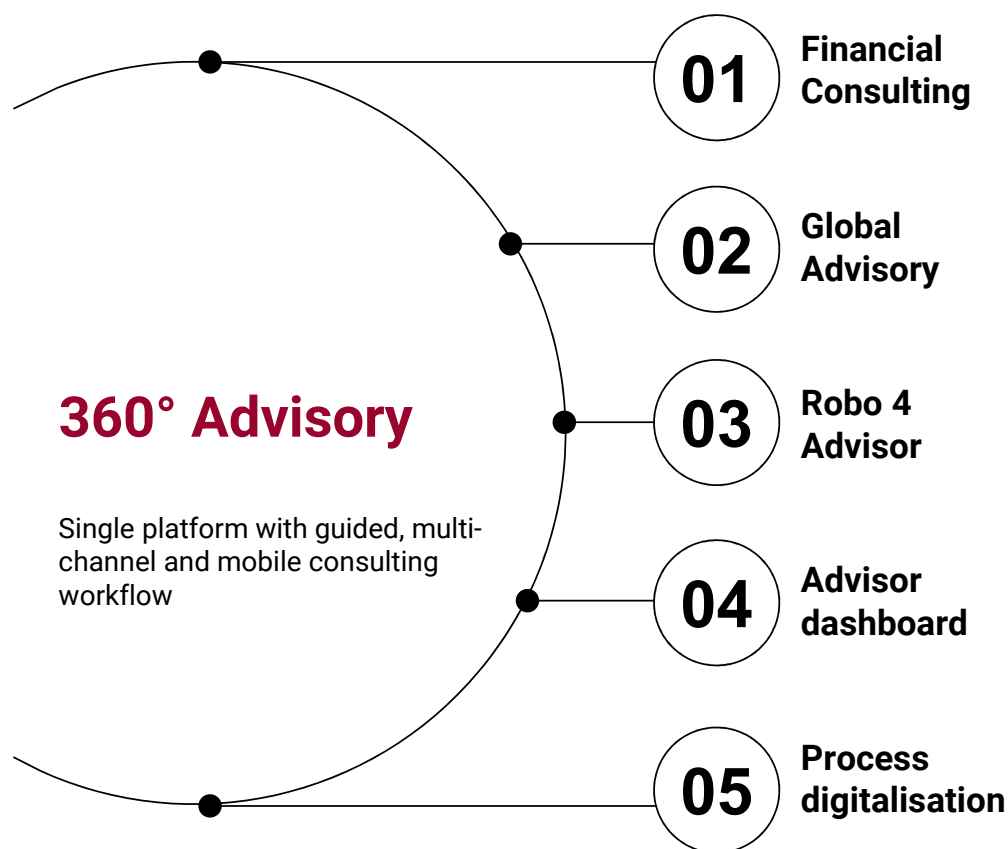 01
Financial
Consulting
02
Global
Advisory
360° Advisory
03
Robo 4
Advisor
Single platform with guided, multi-
channel and mobile consulting
workflow
04
Advisor
dashboard
05
Process
digitalisation